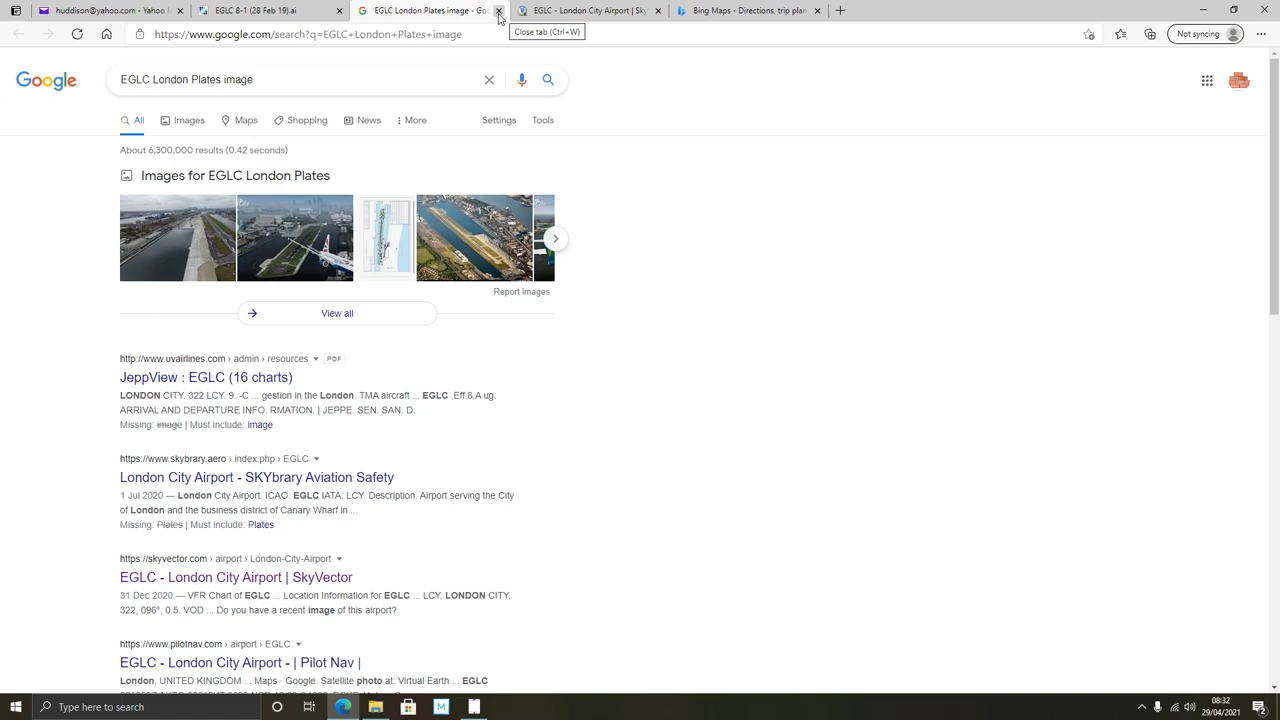 muddison@yahoo.com - Yahoo
EGLC 8-1 (28 Feb 19).ai
EGLC London Plates image - Go
EGLC - London City Airport | Sky
Bing Maps - Directions, trip plan
https://www.google.com/search?q=EGLC+London+Plates+image
Close tab (Ctrl+W)
Not syncing
Google
EGLC London Plates image
All
Images
Maps
Shopping
News
More
Settings
Tools
About 6,300,000 results (0.42 seconds)
Images for EGLC London Plates
Report images
View all
http://www.uvairlines.com › admin › resources
PDF
JeppView : EGLC (16 charts)
LONDON CITY. 322 LCY. 9. -C ... gestion in the London. TMA aircraft ... EGLC .Eff.8.A ug.
ARRIVAL AND DEPARTURE INFO. RMATION. | JEPPE. SEN. SAN. D.
Missing: image | Must include: image
https://www.skybrary.aero › index.php › EGLC
London City Airport - SKYbrary Aviation Safety
1 Jul 2020 — London City Airport. ICAO: EGLC IATA: LCY. Description. Airport serving the City
of London and the business district of Canary Wharf in ...
Missing: Plates | Must include: Plates
https://skyvector.com › airport › London-City-Airport
EGLC - London City Airport | SkyVector
31 Dec 2020 — VFR Chart of EGLC ... Location Information for EGLC ... LCY, LONDON CITY,
322, 096°, 0.5. VOD ... Do you have a recent image of this airport?
https://www.pilotnav.com › airport › EGLC
EGLC - London City Airport - | Pilot Nav |
London, UNITED KINGDOM ... Maps · Google. Satellite photo at: Virtual Earth ... EGLC
Type here to search
M
08:32
29/04/2021
2